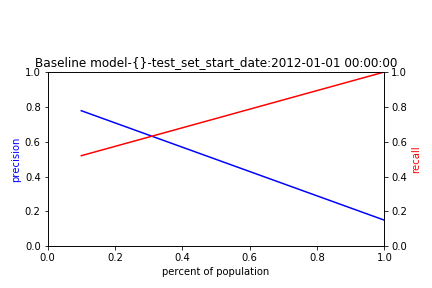 Baseline model-{}-test_set_start_date:2012-01-01 00:00:00
1.0
0.8
0.6
0.4
0.2
0.0
precision
0.0 0.2 0.4 0.6 0.8 1.0
percent of population
1.0
0.8
0.6
0.4
0.2
0.0
recall